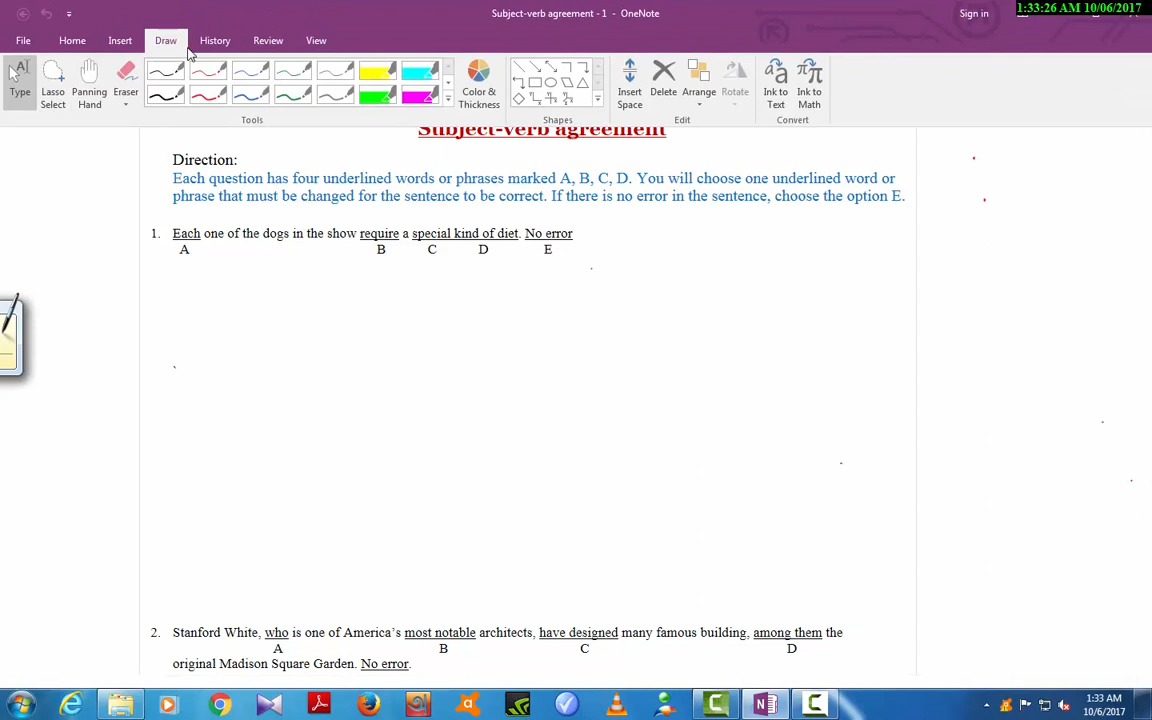 Subject-verb agreement - 1 - OneNote
Sign in
1:33:26 AM 10/06/2017
File Home Insert Draw History Review View
Type
Lasso Select
Panning Hand
Eraser
Color & Thickness
Insert Space
Delete
Arrange
Rotate
Ink to Text
Ink to Math
Tools
Shapes
Edit
Convert
Subject-verb agreement
Direction:
Each question has four underlined words or phrases marked A, B, C, D. You will choose one underlined word or
phrase that must be changed for the sentence to be correct. If there is no error in the sentence, choose the option E.
1. Each one of the dogs in the show require a special kind of diet. No error
A B C D E
2. Stanford White, who is one of America's most notable architects, have designed many famous building, among them the
A B C D
original Madison Square Garden. No error.
1:33 AM
10/6/2017